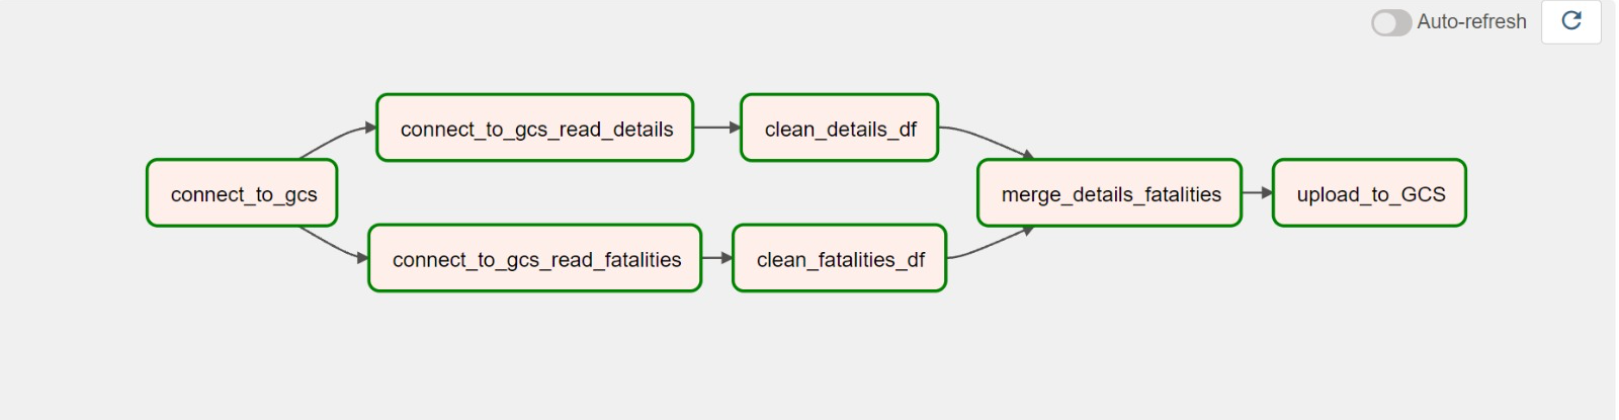 Auto-refresh
connect_to_gcs_read_details
clean_details_df
connect_to_gcs
merge_details_fatalities
upload_to_GCS
connect_to_gcs_read_fatalities
clean_fatalities_df